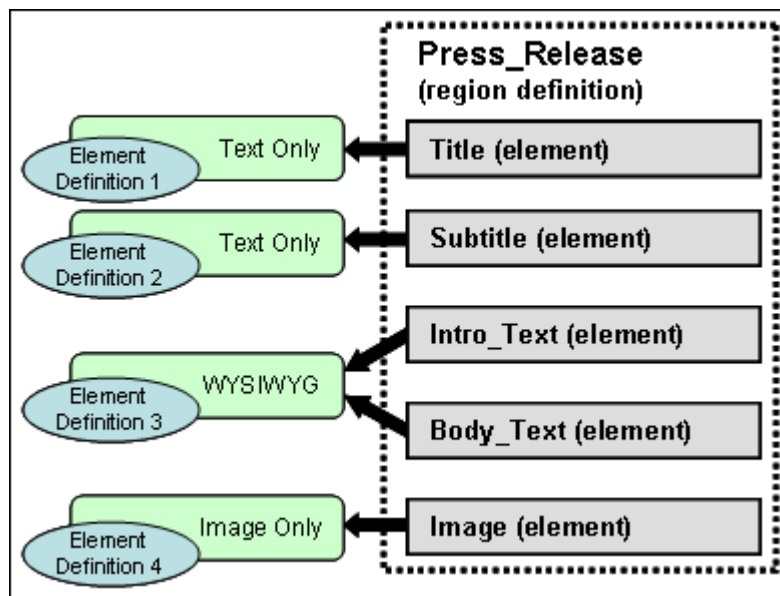 Press_Release
(region definition)
Element
Definition 1
Text Only
Title (element)
Element
Definition 2
Text Only
Subtitle (element)
Intro_Text (element)
Element
Definition 3
WYSIWYG
Body_Text (element)
Element
Definition 4
Image Only
Image (element)